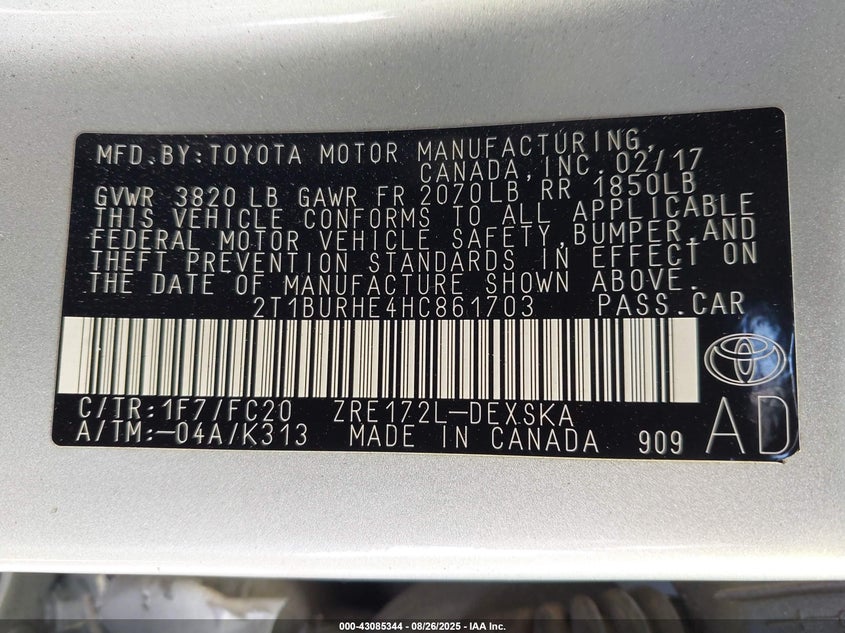 MFD.BY:TOYOTA MOTOR MANUFACTURING,
CANADA,INC. 02/17
GVWR 3820 LB GAWR FR 2070LB RR 1850LB
THIS VEHICLE CONFORMS TO ALL APPLICABLE
FEDERAL MOTOR VEHICLE SAFETY,BUMPER,AND
THEFT PREVENTION STANDARDS IN EFFECT ON
THE DATE OF MANUFACTURE SHOWN ABOVE.
2T1BURHE4HC861703 PASS.CAR
C/TR:1F7/FC20 ZRE172L-DEXSKA
A/TM:-04A/K313 MADE IN CANADA 909 AD
000-43085344 - 08/26/2025 - IAA Inc.